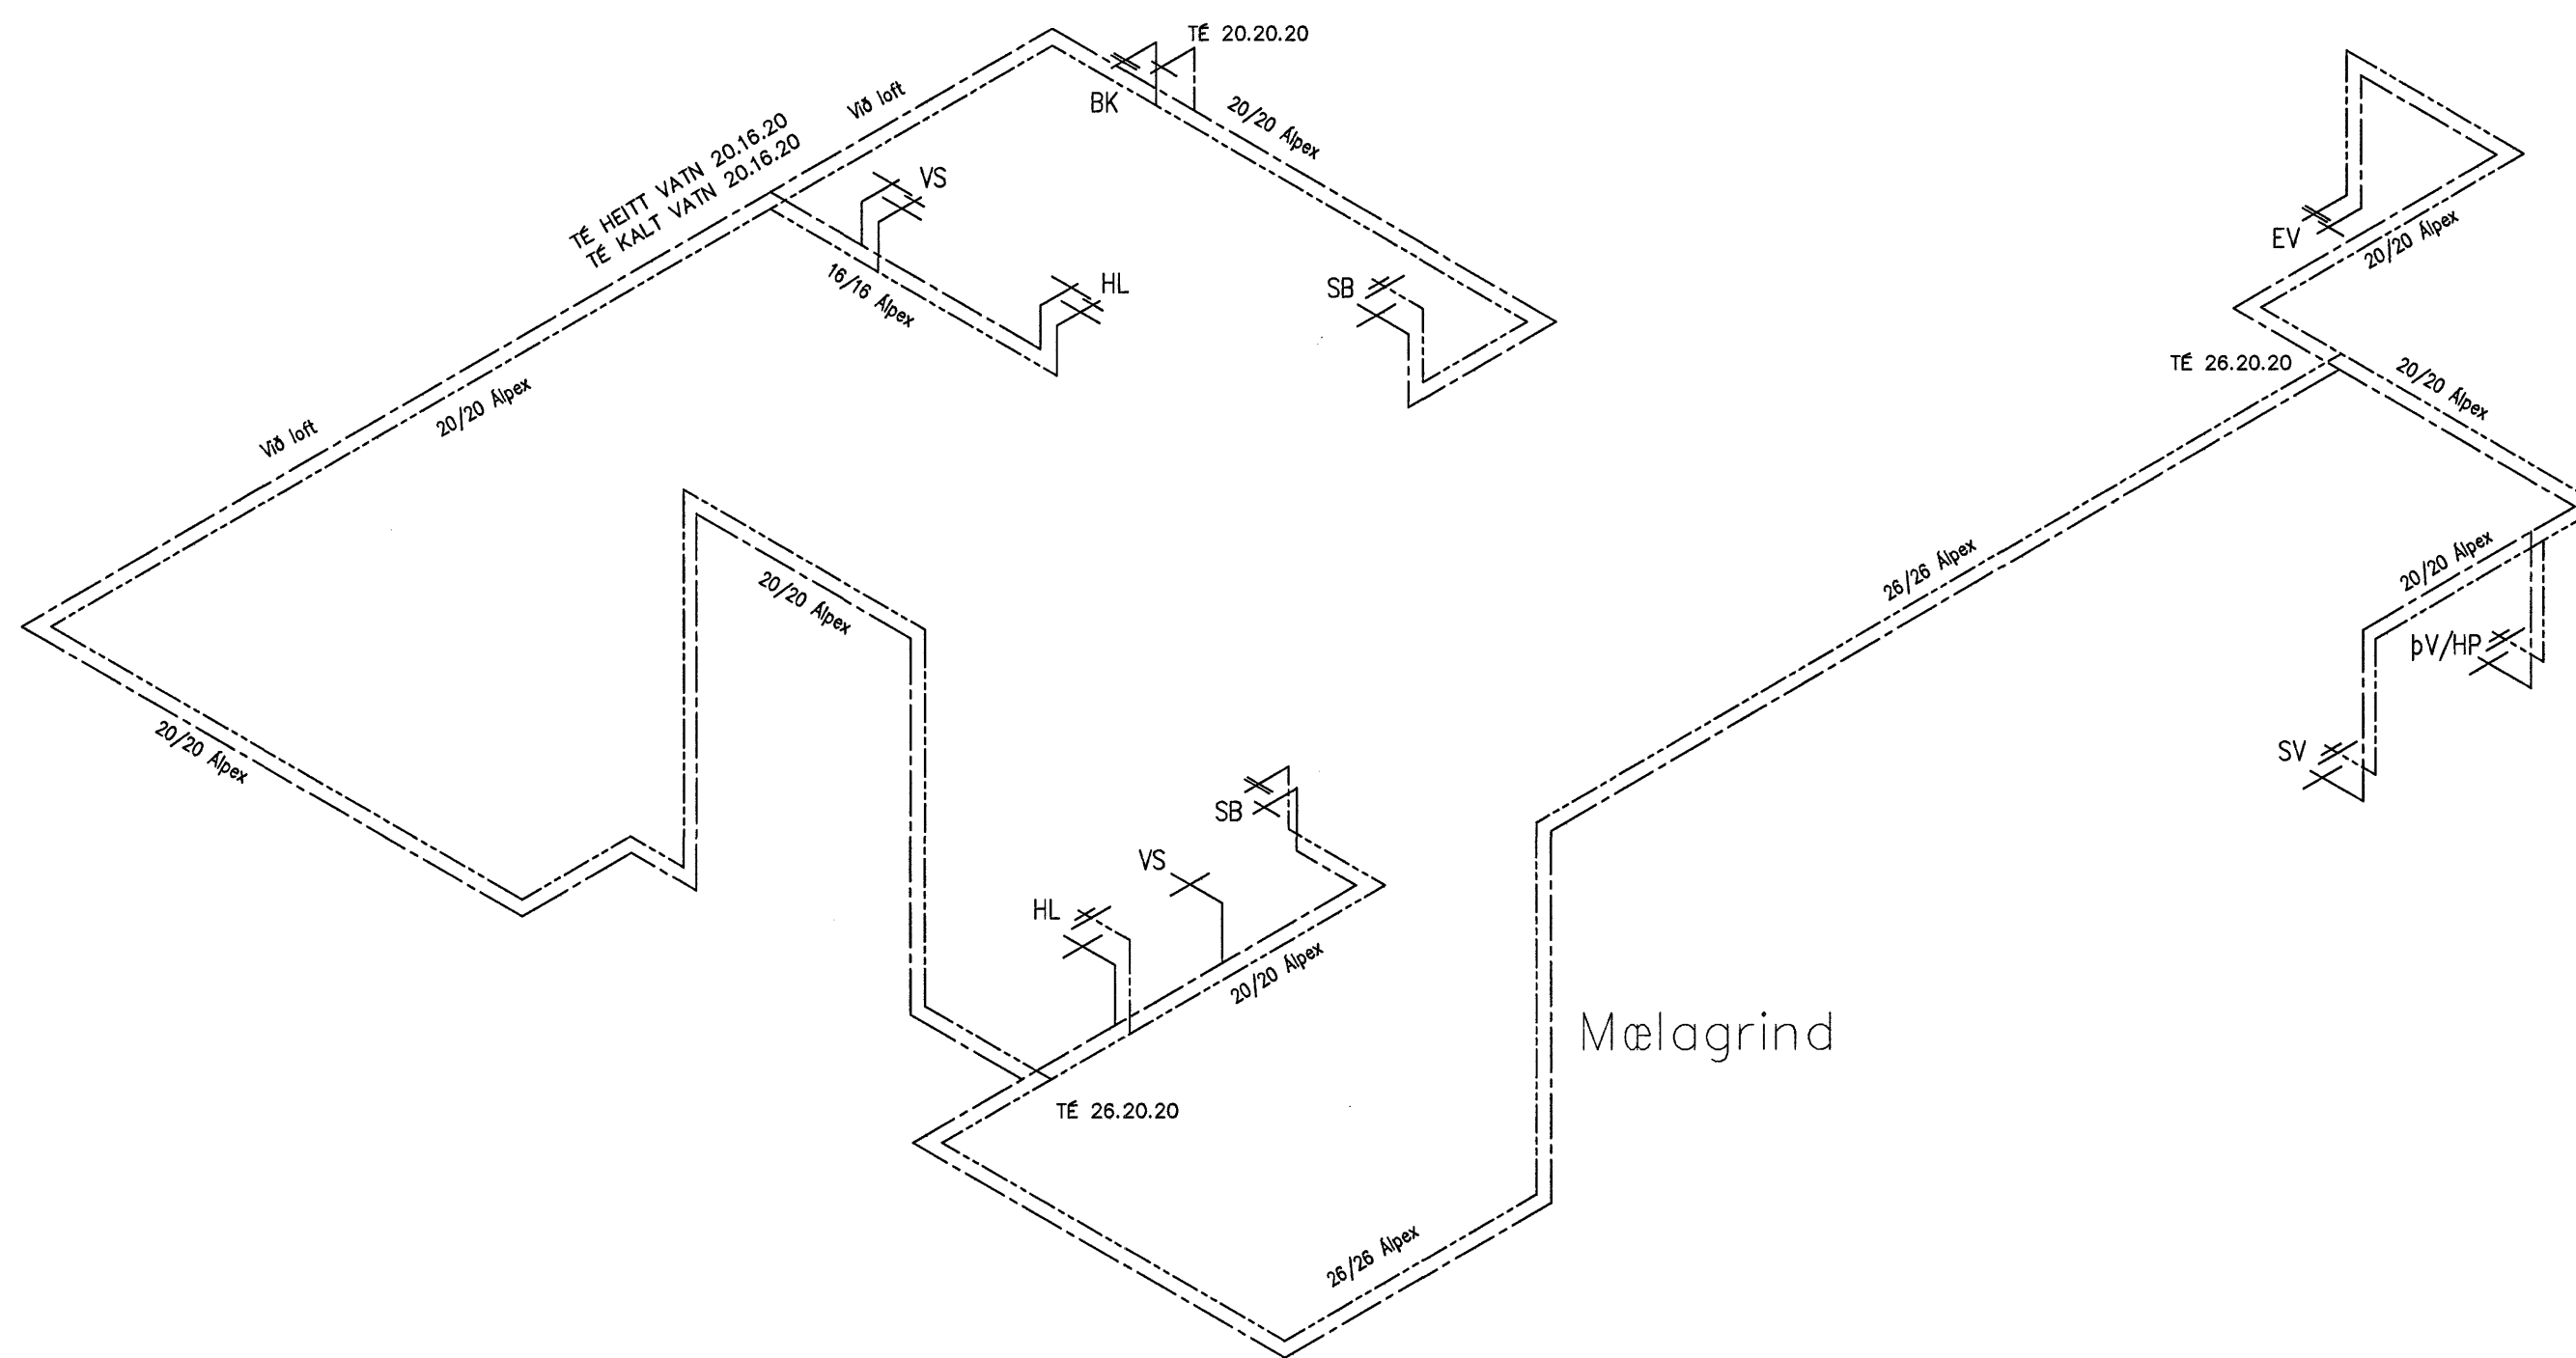 TÉ 20.20.20
BK
20/20 Álpex
Við loft
TÉ HEITT VATN 20.16.20
TÉ KALT VATN 20.16.20
VS
16/16 Álpex
HL
SB
EV
20/20 Álpex
TÉ 26.20.20
20/20 Álpex
Við loft
20/20 Álpex
20/20 Álpex
26/26 Álpex
20/20 Álpex
þV/HP
SV
20/20 Álpex
SB
VS
HL
20/20 Álpex
Mælagrind
TÉ 26.20.20
26/26 Álpex